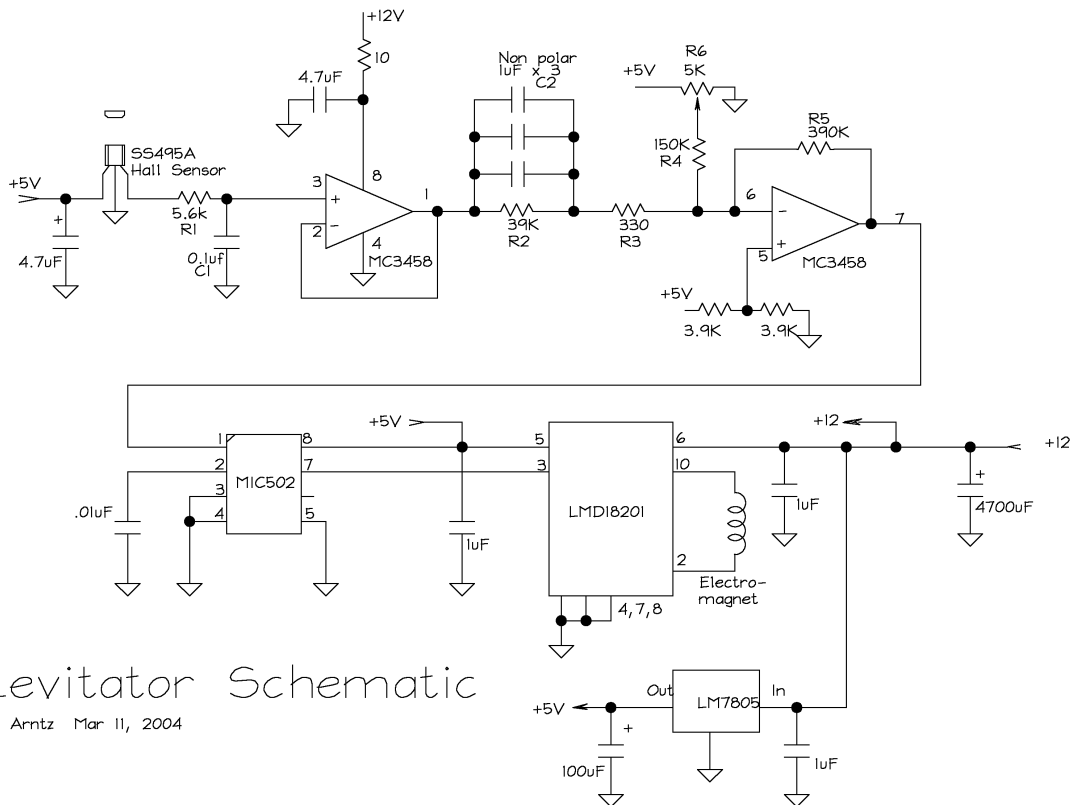 +12V
10
4.7uF
Non polar
1uF x 3
C2
R6
5K
+5V
R5
390K
150K
R4
SS495A
Hall Sensor
+5V
+
5.6k
R1
4.7uF
0.1uf
C1
3
+
8
1
2
−
4
MC3458
39K
R2
330
R3
6
−
7
+
5
MC3458
+5V
3.9K
3.9K
+5V
+12
+12
1
8
2
7
MIC502
3
4
5
.01uF
1uF
5
3
LMD18201
6
10
2
4,7,8
Electro-
magnet
1uF
+
4700uF
evitator Schematic
Arntz Mar 11, 2004
Out
In
LM7805
+5V
+
100uF
1uF